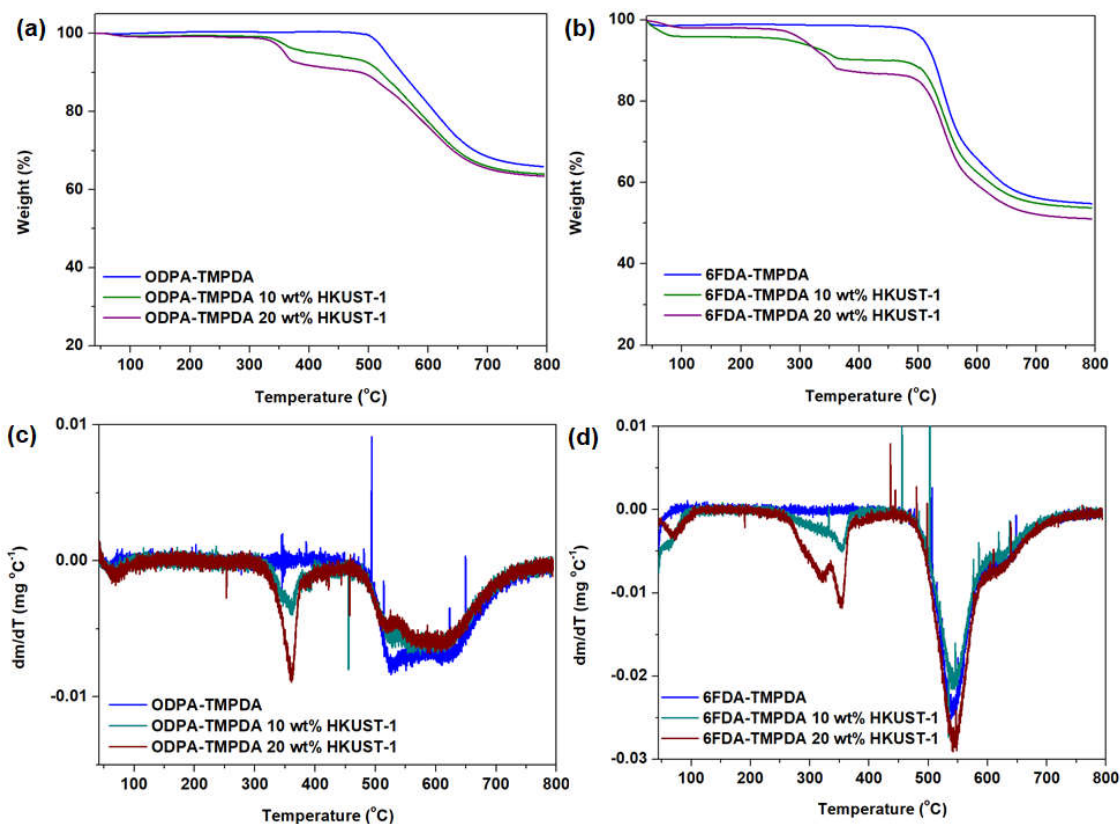 (a)
100
80
60
40
20
Weight (%)
ODPA-TMPDA
ODPA-TMPDA 10 wt% HKUST-1
ODPA-TMPDA 20 wt% HKUST-1
100 200 300 400 500 600 700 800
Temperature (°C)
(b)
100
80
60
40
20
Weight (%)
6FDA-TMPDA
6FDA-TMPDA 10 wt% HKUST-1
6FDA-TMPDA 20 wt% HKUST-1
100 200 300 400 500 600 700 800
Temperature (°C)
(c)
0.01
0.00
-0.01
dm/dT (mg °C⁻¹)
ODPA-TMPDA
ODPA-TMPDA 10 wt% HKUST-1
ODPA-TMPDA 20 wt% HKUST-1
100 200 300 400 500 600 700 800
Temperature (°C)
(d)
0.01
0.00
-0.01
-0.02
-0.03
dm/dT (mg °C⁻¹)
6FDA-TMPDA
6FDA-TMPDA 10 wt% HKUST-1
6FDA-TMPDA 20 wt% HKUST-1
100 200 300 400 500 600 700 800
Temperature (°C)